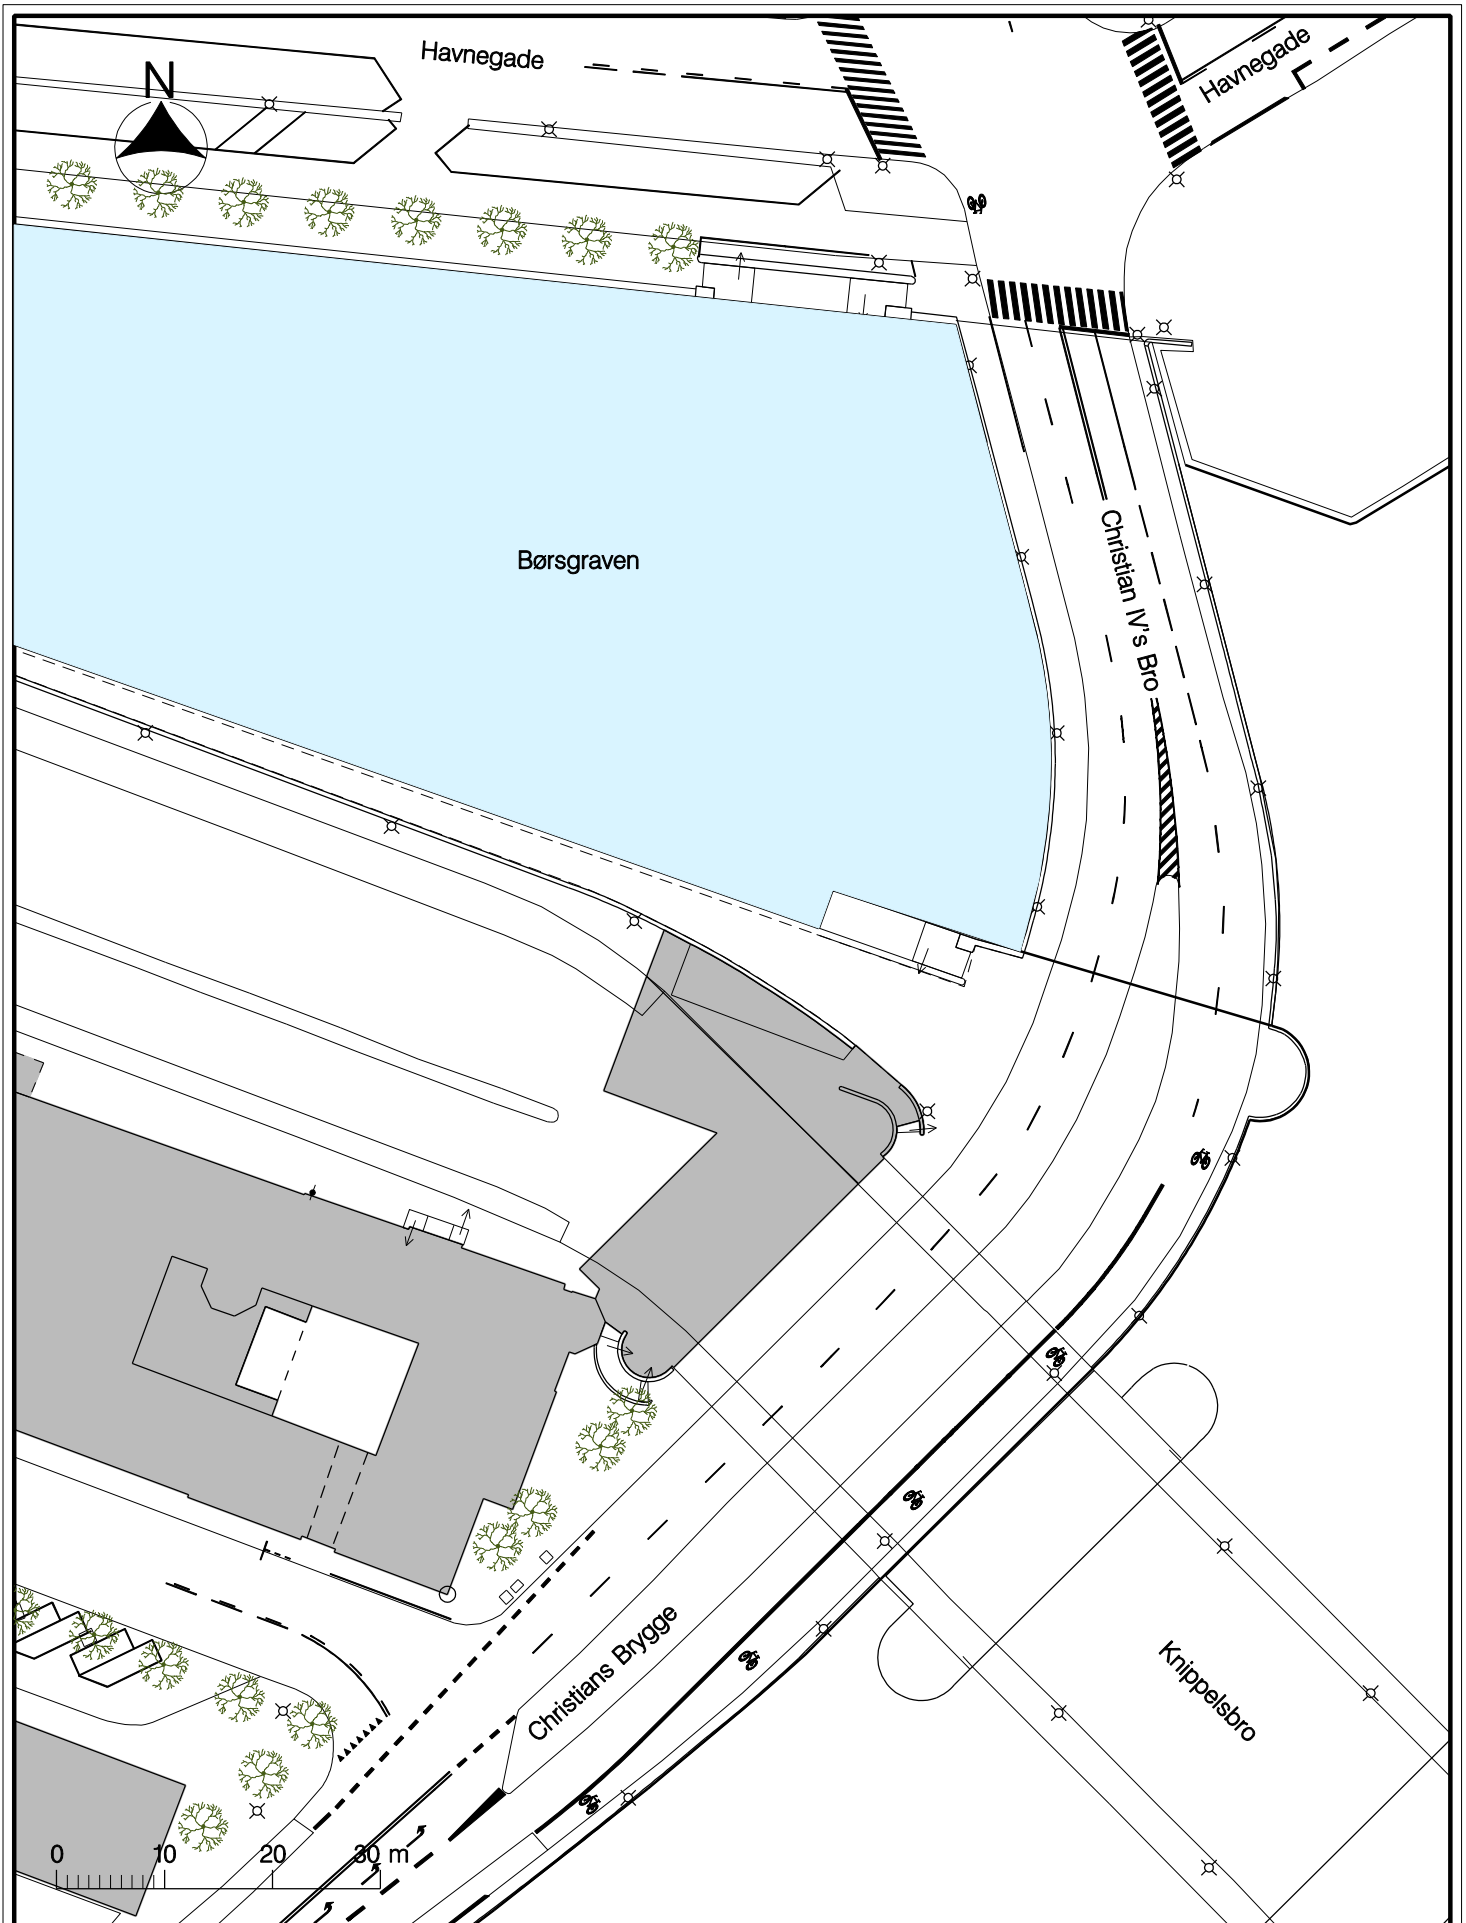 Havnegade
Havnegade
N
Børsgraven
Christian IV's Bro
Christians Brygge
Knippelsbro
0 10 20 30 m